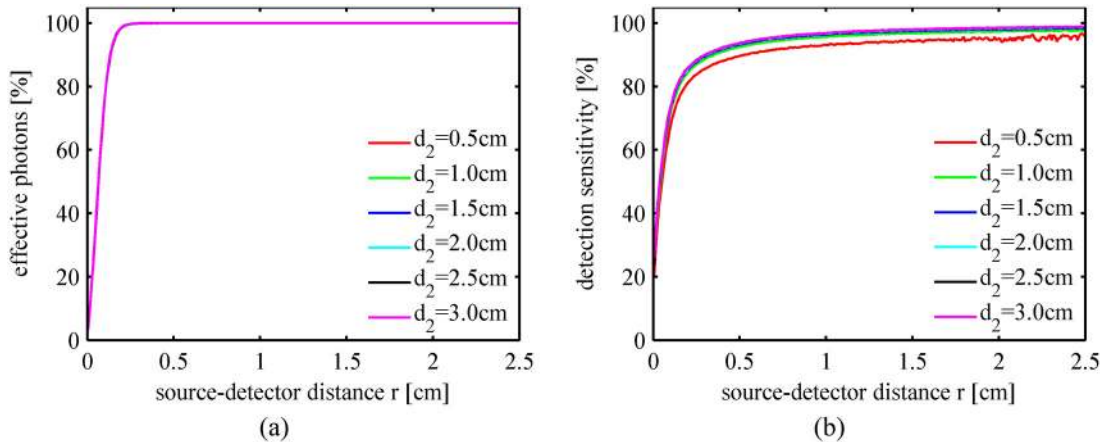 100
80
60
40
20
0
effective photons [%]
d2=0.5cm
d2=1.0cm
d2=1.5cm
d2=2.0cm
d2=2.5cm
d2=3.0cm
0 0.5 1 1.5 2 2.5
source-detector distance r [cm]
(a)
100
80
60
40
20
0
detection sensitivity [%]
d2=0.5cm
d2=1.0cm
d2=1.5cm
d2=2.0cm
d2=2.5cm
d2=3.0cm
0 0.5 1 1.5 2 2.5
source-detector distance r [cm]
(b)